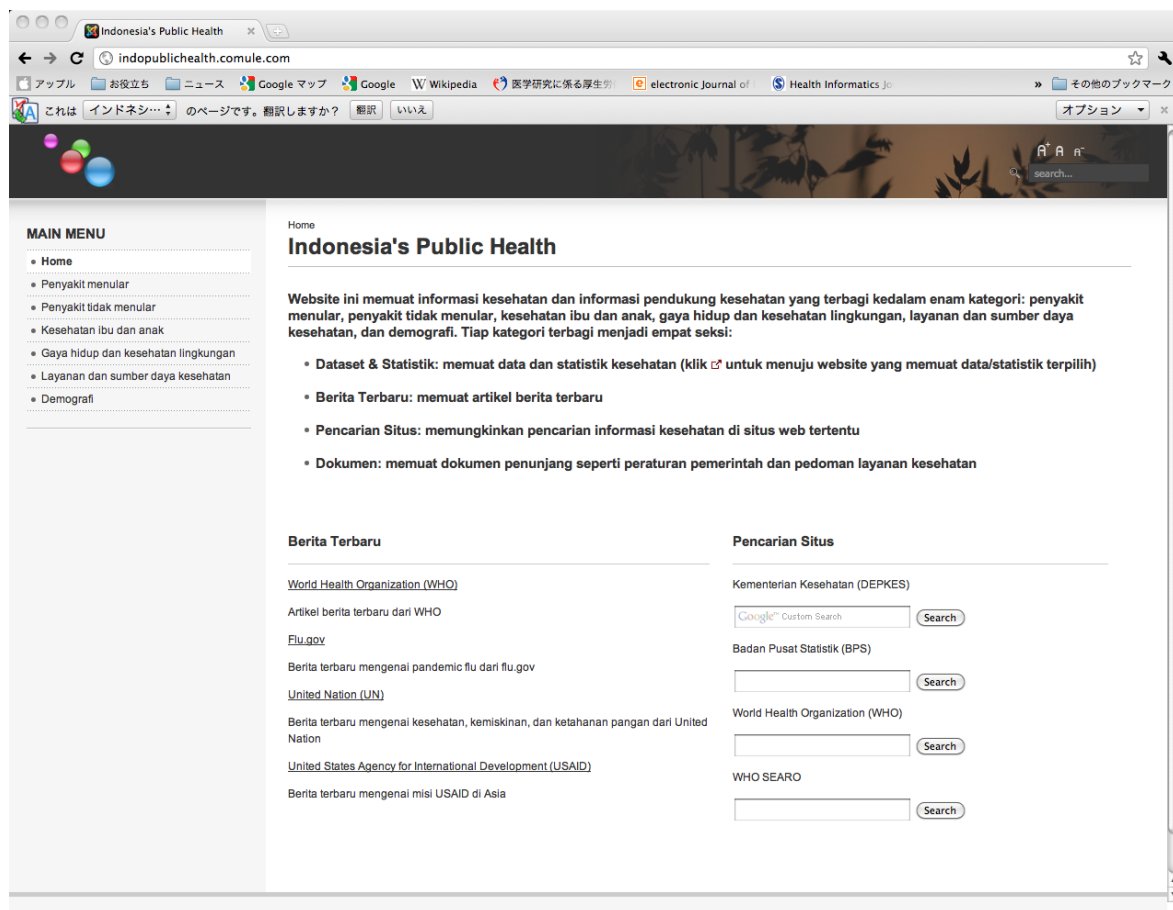 Indonesia's Public Health
indopublichealth.comule.com
アップル お役立ち ニュース Google マップ Google Wikipedia 医学研究に係る厚生労 electronic Journal of Health Informatics Jo » その他のブックマーク
これは インドネシ… のページです。翻訳しますか? 翻訳 いいえ オプション
A+ A A-
search...
MAIN MENU
Home
Penyakit menular
Penyakit tidak menular
Kesehatan ibu dan anak
Gaya hidup dan kesehatan lingkungan
Layanan dan sumber daya kesehatan
Demografi
Home
Indonesia's Public Health
Website ini memuat informasi kesehatan dan informasi pendukung kesehatan yang terbagi kedalam enam kategori: penyakit
menular, penyakit tidak menular, kesehatan ibu dan anak, gaya hidup dan kesehatan lingkungan, layanan dan sumber daya
kesehatan, dan demografi. Tiap kategori terbagi menjadi empat seksi:
• Dataset & Statistik: memuat data dan statistik kesehatan (klik untuk menuju website yang memuat data/statistik terpilih)
• Berita Terbaru: memuat artikel berita terbaru
• Pencarian Situs: memungkinkan pencarian informasi kesehatan di situs web tertentu
• Dokumen: memuat dokumen penunjang seperti peraturan pemerintah dan pedoman layanan kesehatan
Berita Terbaru
World Health Organization (WHO)
Artikel berita terbaru dari WHO
Flu.gov
Berita terbaru mengenai pandemic flu dari flu.gov
United Nation (UN)
Berita terbaru mengenai kesehatan, kemiskinan, dan ketahanan pangan dari United
Nation
United States Agency for International Development (USAID)
Berita terbaru mengenai misi USAID di Asia
Pencarian Situs
Kementerian Kesehatan (DEPKES)
Google™ Custom Search Search
Badan Pusat Statistik (BPS)
Search
World Health Organization (WHO)
Search
WHO SEARO
Search